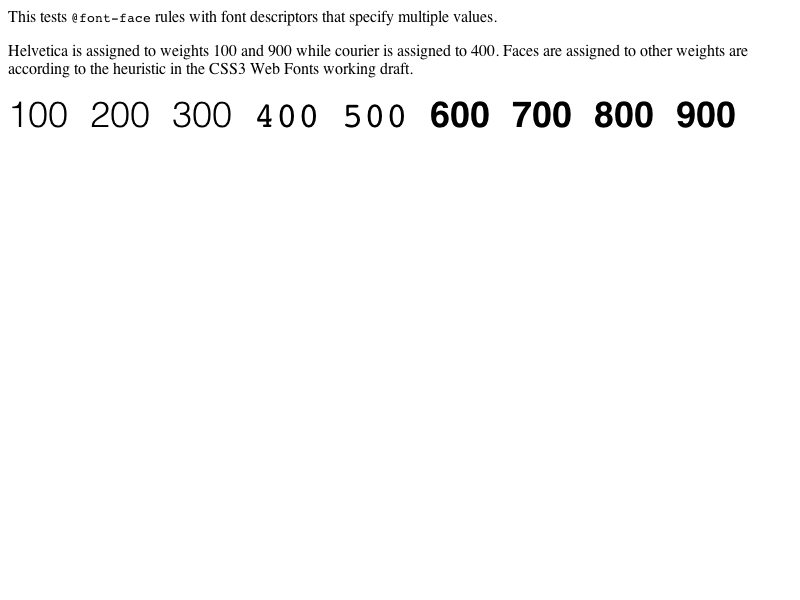 This tests @font-face rules with font descriptors that specify multiple values.
Helvetica is assigned to weights 100 and 900 while courier is assigned to 400. Faces are assigned to other weights are
according to the heuristic in the CSS3 Web Fonts working draft.
100 200 300 400 500 600 700 800 900